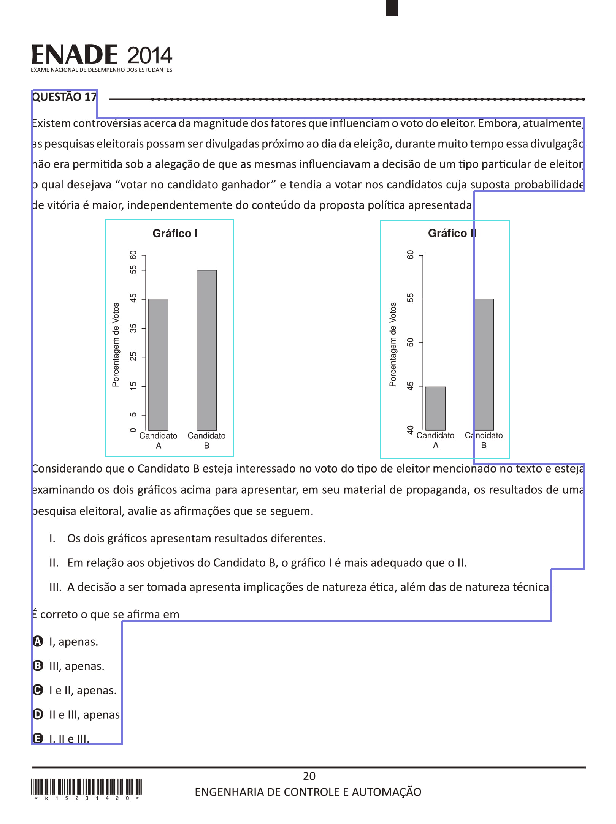 ENADE 2014
EXAME NACIONAL DE DESEMPENHO DOS ESTUDANTES
QUESTÃO 17
Existem controvérsias acerca da magnitude dos fatores que influenciam o voto do eleitor. Embora, atualmente,
as pesquisas eleitorais possam ser divulgadas próximo ao dia da eleição, durante muito tempo essa divulgação
não era permitida sob a alegação de que as mesmas influenciavam a decisão de um tipo particular de eleitor,
o qual desejava “votar no candidato ganhador” e tendia a votar nos candidatos cuja suposta probabilidade
de vitória é maior, independentemente do conteúdo da proposta política apresentada
Gráfico I
60
55
45
35
25
15
5
0
Porcentagem de Votos
Candidato
A
Candidato
B
Gráfico II
60
55
50
45
40
Porcentagem de Votos
Candidato
A
Candidato
B
Considerando que o Candidato B esteja interessado no voto do tipo de eleitor mencionado no texto e esteja
examinando os dois gráficos acima para apresentar, em seu material de propaganda, os resultados de uma
pesquisa eleitoral, avalie as afirmações que se seguem.
I. Os dois gráficos apresentam resultados diferentes.
II. Em relação aos objetivos do Candidato B, o gráfico I é mais adequado que o II.
III. A decisão a ser tomada apresenta implicações de natureza ética, além das de natureza técnica
É correto o que se afirma em
A I, apenas.
B III, apenas.
C I e II, apenas.
D II e III, apenas
E I, II e III.
20
ENGENHARIA DE CONTROLE E AUTOMAÇÃO